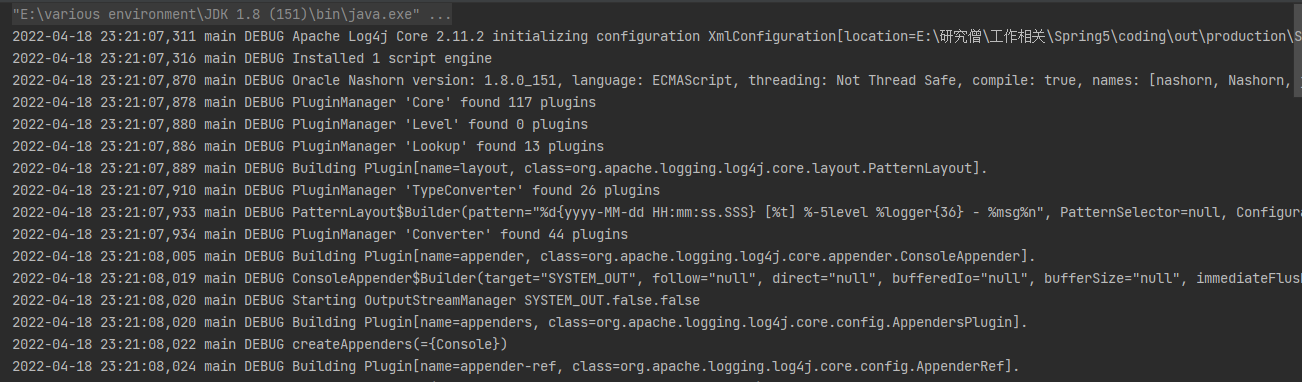 "E:\various environment\JDK 1.8 (151)\bin\java.exe" ...
2022-04-18 23:21:07,311 main DEBUG Apache Log4j Core 2.11.2 initializing configuration XmlConfiguration[location=E:\研究僧\工作相关\Spring5\coding\out\production\S
2022-04-18 23:21:07,316 main DEBUG Installed 1 script engine
2022-04-18 23:21:07,870 main DEBUG Oracle Nashorn version: 1.8.0_151, language: ECMAScript, threading: Not Thread Safe, compile: true, names: [nashorn, Nashorn,
2022-04-18 23:21:07,878 main DEBUG PluginManager 'Core' found 117 plugins
2022-04-18 23:21:07,880 main DEBUG PluginManager 'Level' found 0 plugins
2022-04-18 23:21:07,886 main DEBUG PluginManager 'Lookup' found 13 plugins
2022-04-18 23:21:07,889 main DEBUG Building Plugin[name=layout, class=org.apache.logging.log4j.core.layout.PatternLayout].
2022-04-18 23:21:07,910 main DEBUG PluginManager 'TypeConverter' found 26 plugins
2022-04-18 23:21:07,933 main DEBUG PatternLayout$Builder(pattern="%d{yyyy-MM-dd HH:mm:ss.SSS} [%t] %-5level %logger{36} - %msg%n", PatternSelector=null, Configura
2022-04-18 23:21:07,934 main DEBUG PluginManager 'Converter' found 44 plugins
2022-04-18 23:21:08,005 main DEBUG Building Plugin[name=appender, class=org.apache.logging.log4j.core.appender.ConsoleAppender].
2022-04-18 23:21:08,019 main DEBUG ConsoleAppender$Builder(target="SYSTEM_OUT", follow="null", direct="null", bufferedIo="null", bufferSize="null", immediateFlush
2022-04-18 23:21:08,020 main DEBUG Starting OutputStreamManager SYSTEM_OUT.false.false
2022-04-18 23:21:08,020 main DEBUG Building Plugin[name=appenders, class=org.apache.logging.log4j.core.config.AppendersPlugin].
2022-04-18 23:21:08,022 main DEBUG createAppenders(={Console})
2022-04-18 23:21:08,024 main DEBUG Building Plugin[name=appender-ref, class=org.apache.logging.log4j.core.config.AppenderRef].